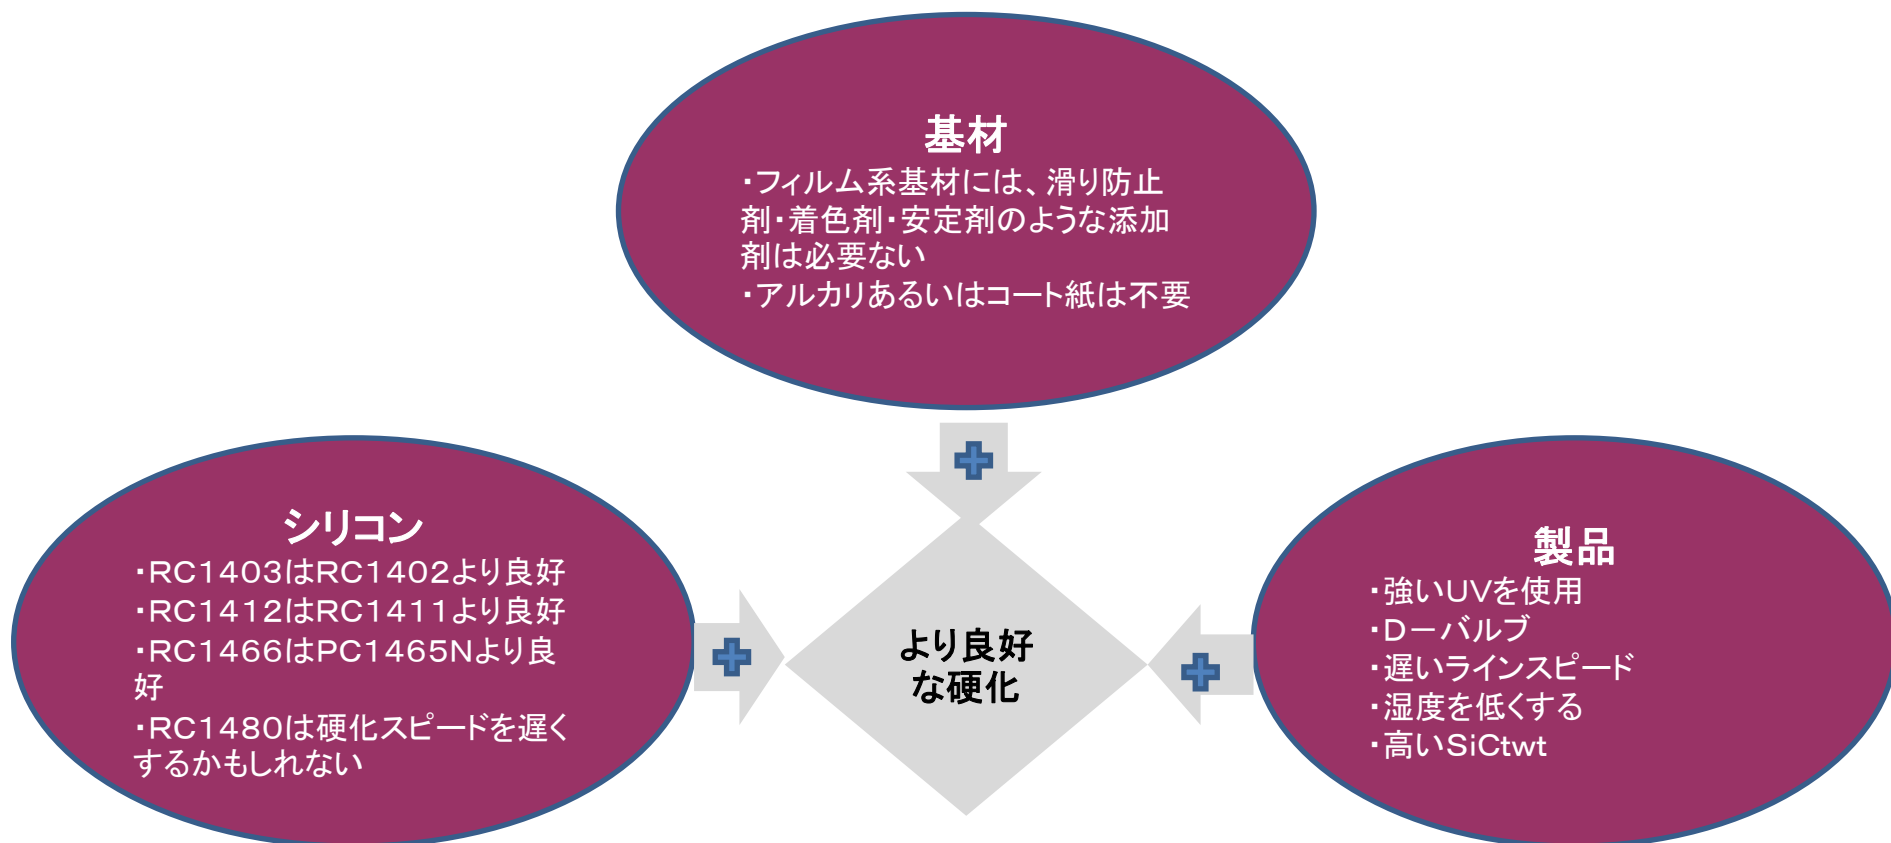 基材
・フィルム系基材には、滑り防止
剤・着色剤・安定剤のような添加
剤は必要ない
・アルカリあるいはコート紙は不要
シリコン
・RC1403はRC1402より良好
・RC1412はRC1411より良好
・RC1466はPC1465Nより良
好
・RC1480は硬化スピードを遅く
するかもしれない
より良好
な硬化
製品
・強いUVを使用
・D－バルブ
・遅いラインスピード
・湿度を低くする
・高いSiCtwt